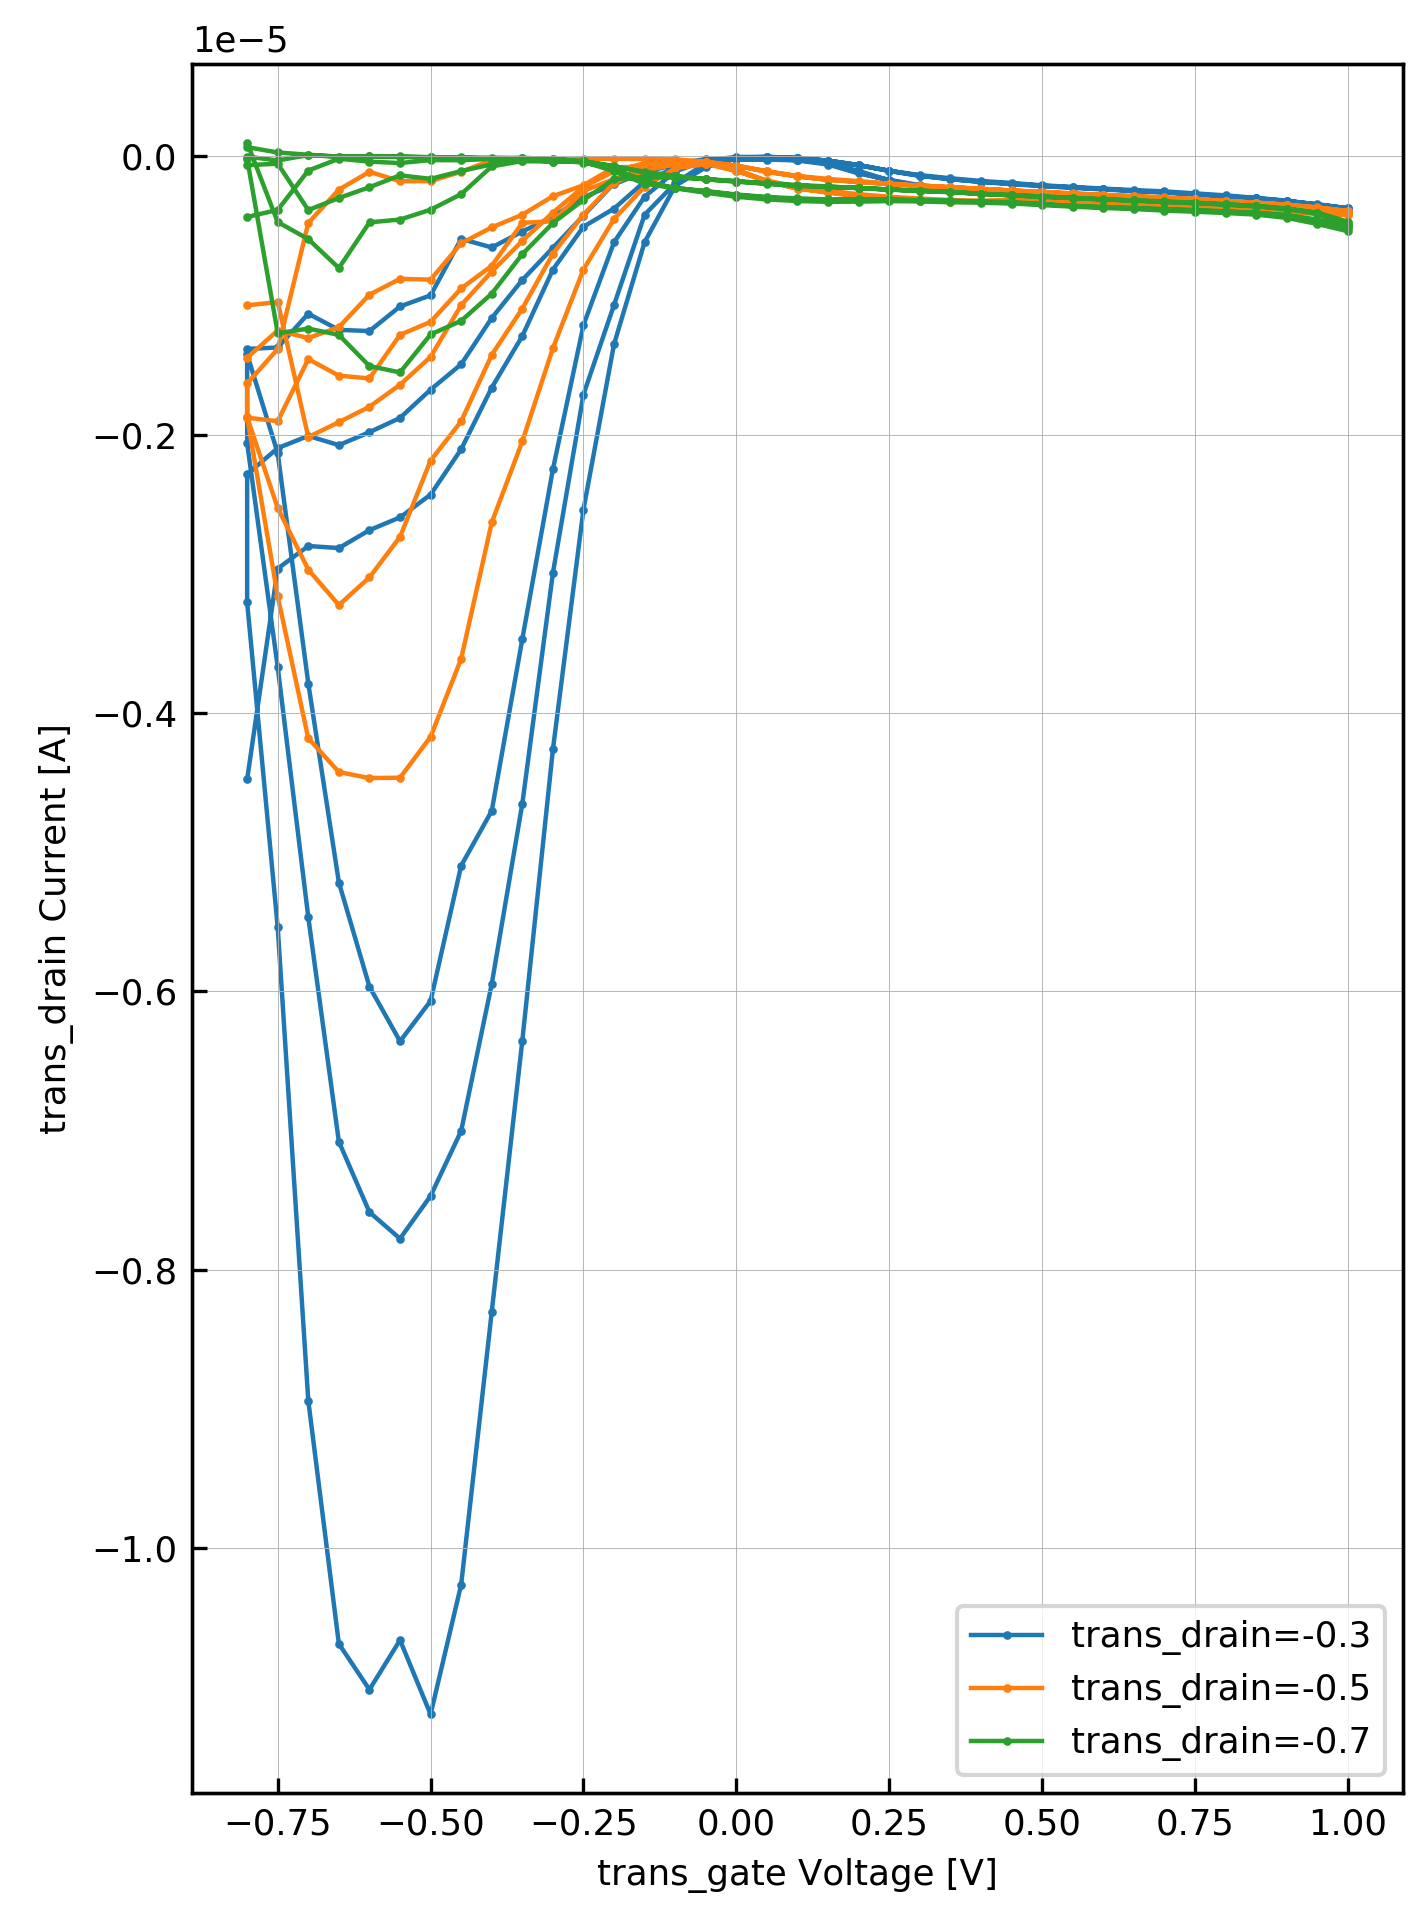 1e−5
0.0
−0.2
−0.4
−0.6
−0.8
−1.0
trans_drain Current [A]
−0.75 −0.50 −0.25 0.00 0.25 0.50 0.75 1.00
trans_gate Voltage [V]
trans_drain=-0.3
trans_drain=-0.5
trans_drain=-0.7